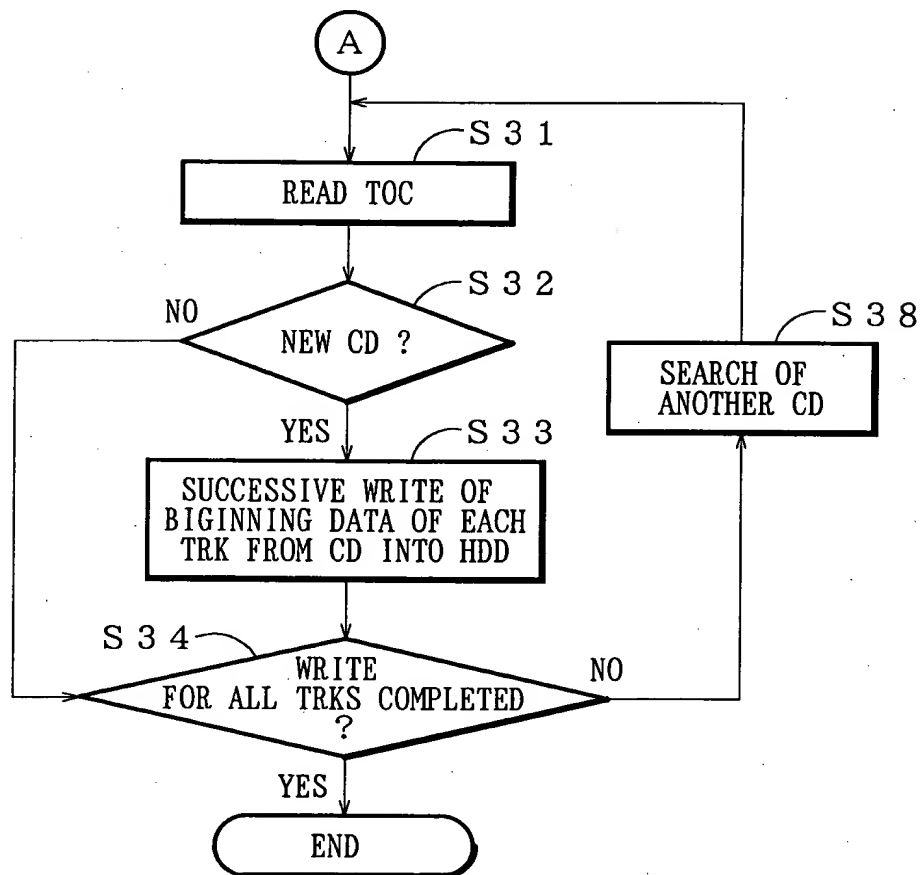 A
S31
READ TOC
S32
NO
NEW CD ?
S38
SEARCH OF
ANOTHER CD
YES
S33
SUCCESSIVE WRITE OF
BIGINNING DATA OF EACH
TRK FROM CD INTO HDD
S34
WRITE
FOR ALL TRKS COMPLETED
?
NO
YES
END